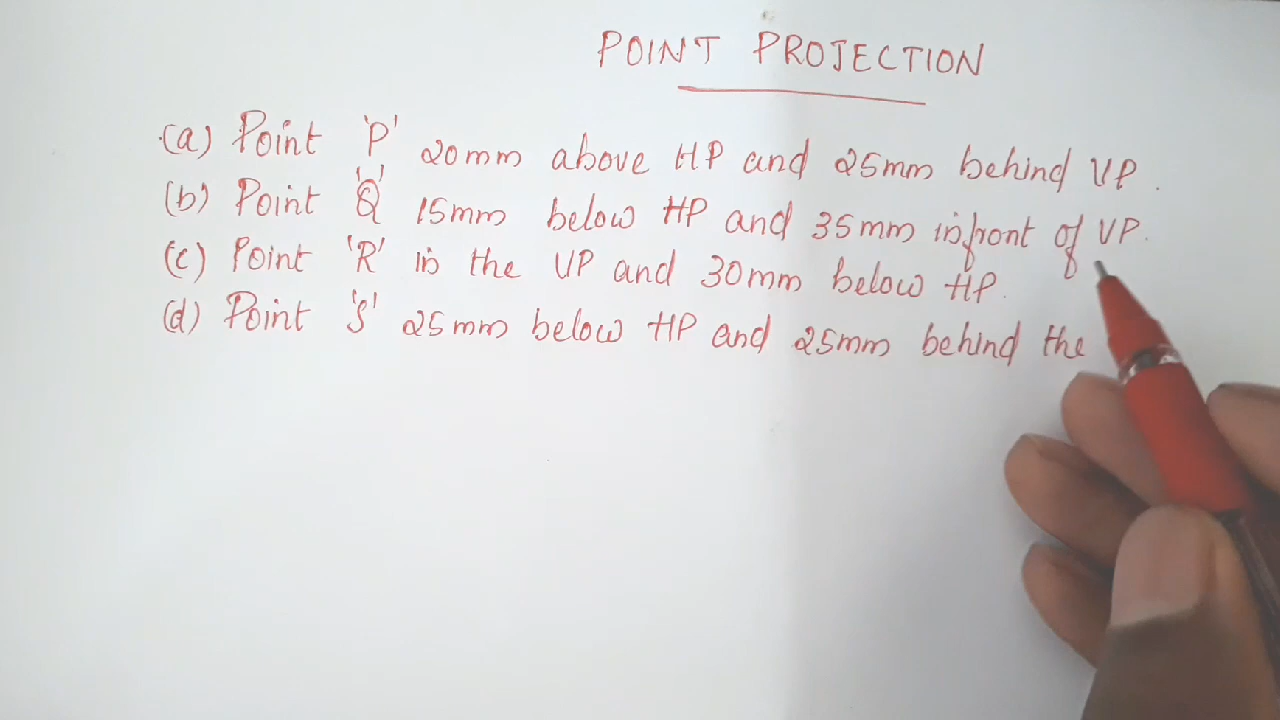 POINT PROJECTION
(a) Point 'P' 20mm above HP and 25mm behind VP.
(b) Point 'Q' 15mm below HP and 35mm infront of VP.
(c) Point 'R' in the VP and 30mm below HP.
(d) Point 'S' 25mm below HP and 25mm behind the